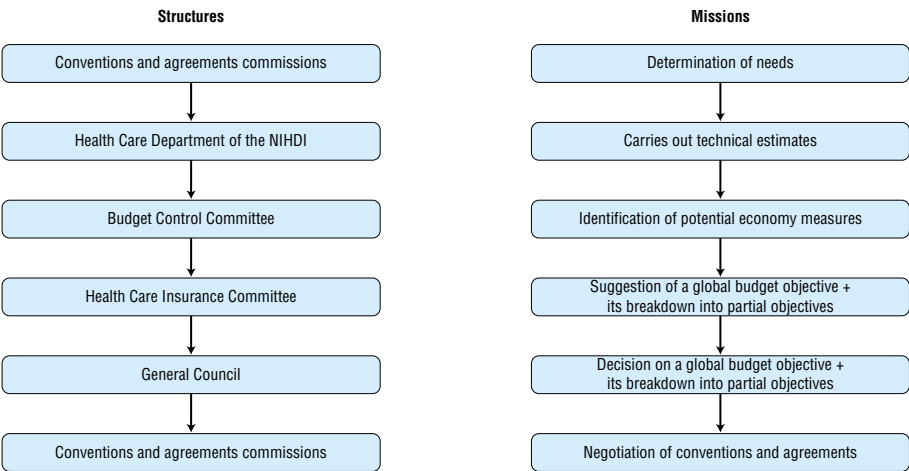 Structures
Conventions and agreements commissions
Health Care Department of the NIHDI
Budget Control Committee
Health Care Insurance Committee
General Council
Conventions and agreements commissions
Missions
Determination of needs
Carries out technical estimates
Identification of potential economy measures
Suggestion of a global budget objective +
its breakdown into partial objectives
Decision on a global budget objective +
its breakdown into partial objectives
Negotiation of conventions and agreements